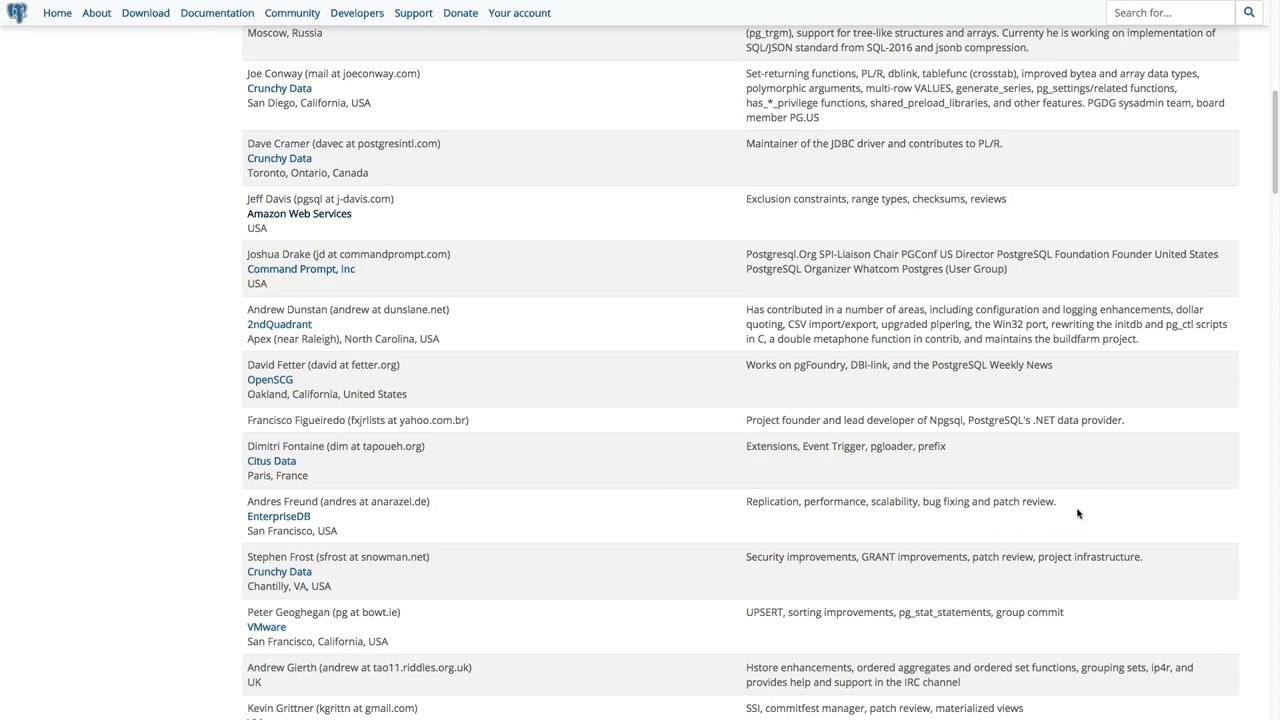 Home About Download Documentation Community Developers Support Donate Your account Search for...
Moscow, Russia
(pg_trgm), support for tree-like structures and arrays. Currenty he is working on implementation of
SQL/JSON standard from SQL-2016 and jsonb compression.
Joe Conway (mail at joeconway.com)
Crunchy Data
San Diego, California, USA
Set-returning functions, PL/R, dblink, tablefunc (crosstab), improved bytea and array data types,
polymorphic arguments, multi-row VALUES, generate_series, pg_settings/related functions,
has_*_privilege functions, shared_preload_libraries, and other features. PGDG sysadmin team, board
member PG.US
Dave Cramer (davec at postgresintl.com)
Crunchy Data
Toronto, Ontario, Canada
Maintainer of the JDBC driver and contributes to PL/R.
Jeff Davis (pgsql at j-davis.com)
Amazon Web Services
USA
Exclusion constraints, range types, checksums, reviews
Joshua Drake (jd at commandprompt.com)
Command Prompt, Inc
USA
Postgresql.Org SPI-Liaison Chair PGConf US Director PostgreSQL Foundation Founder United States
PostgreSQL Organizer Whatcom Postgres (User Group)
Andrew Dunstan (andrew at dunslane.net)
2ndQuadrant
Apex (near Raleigh), North Carolina, USA
Has contributed in a number of areas, including configuration and logging enhancements, dollar
quoting, CSV import/export, upgraded plperlng, the Win32 port, rewriting the initdb and pg_ctl scripts
in C, a double metaphone function in contrib, and maintains the buildfarm project.
David Fetter (david at fetter.org)
OpenSCG
Oakland, California, United States
Works on pgFoundry, DBI-link, and the PostgreSQL Weekly News
Francisco Figueiredo (fxjrlists at yahoo.com.br)
Project founder and lead developer of Npgsql, PostgreSQL's .NET data provider.
Dimitri Fontaine (dim at tapoueh.org)
Citus Data
Paris, France
Extensions, Event Trigger, pgloader, prefix
Andres Freund (andres at anarazel.de)
EnterpriseDB
San Francisco, USA
Replication, performance, scalability, bug fixing and patch review.
Stephen Frost (sfrost at snowman.net)
Crunchy Data
Chantilly, VA, USA
Security improvements, GRANT improvements, patch review, project infrastructure.
Peter Geoghegan (pg at bowt.ie)
VMware
San Francisco, California, USA
UPSERT, sorting improvements, pg_stat_statements, group commit
Andrew Gierth (andrew at tao11.riddles.org.uk)
UK
Hstore enhancements, ordered aggregates and ordered set functions, grouping sets, ip4r, and
provides help and support in the IRC channel
Kevin Grittner (kgrittn at gmail.com)
SSI, commitfest manager, patch review, materialized views